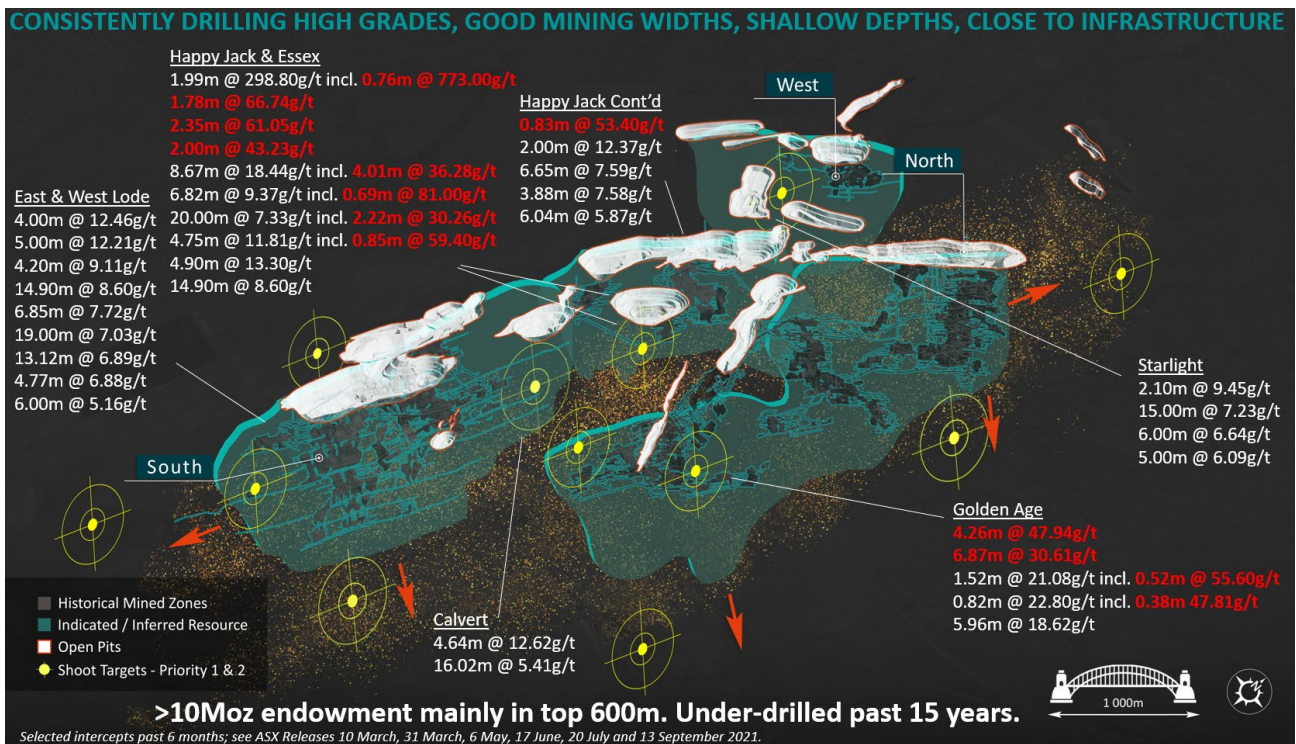 CONSISTENTLY DRILLING HIGH GRADES, GOOD MINING WIDTHS, SHALLOW DEPTHS, CLOSE TO INFRASTRUCTURE
Happy Jack & Essex
1.99m @ 298.80g/t incl. 0.76m @ 773.00g/t
1.78m @ 66.74g/t
2.35m @ 61.05g/t
2.00m @ 43.23g/t
8.67m @ 18.44g/t incl. 4.01m @ 36.28g/t
6.82m @ 9.37g/t incl. 0.69m @ 81.00g/t
20.00m @ 7.33g/t incl. 2.22m @ 30.26g/t
4.75m @ 11.81g/t incl. 0.85m @ 59.40g/t
4.90m @ 13.30g/t
14.90m @ 8.60g/t
Happy Jack Cont'd
0.83m @ 53.40g/t
2.00m @ 12.37g/t
6.65m @ 7.59g/t
3.88m @ 7.58g/t
6.04m @ 5.87g/t
West
North
East & West Lode
4.00m @ 12.46g/t
5.00m @ 12.21g/t
4.20m @ 9.11g/t
14.90m @ 8.60g/t
6.85m @ 7.72g/t
19.00m @ 7.03g/t
13.12m @ 6.89g/t
4.77m @ 6.88g/t
6.00m @ 5.16g/t
Starlight
2.10m @ 9.45g/t
15.00m @ 7.23g/t
6.00m @ 6.64g/t
5.00m @ 6.09g/t
South
Golden Age
4.26m @ 47.94g/t
6.87m @ 30.61g/t
1.52m @ 21.08g/t incl. 0.52m @ 55.60g/t
0.82m @ 22.80g/t incl. 0.38m 47.81g/t
5.96m @ 18.62g/t
Calvert
4.64m @ 12.62g/t
16.02m @ 5.41g/t
Historical Mined Zones
Indicated / Inferred Resource
Open Pits
Shoot Targets - Priority 1 & 2
1 000m
>10Moz endowment mainly in top 600m. Under-drilled past 15 years.
Selected intercepts past 6 months; see ASX Releases 10 March, 31 March, 6 May, 17 June, 20 July and 13 September 2021.